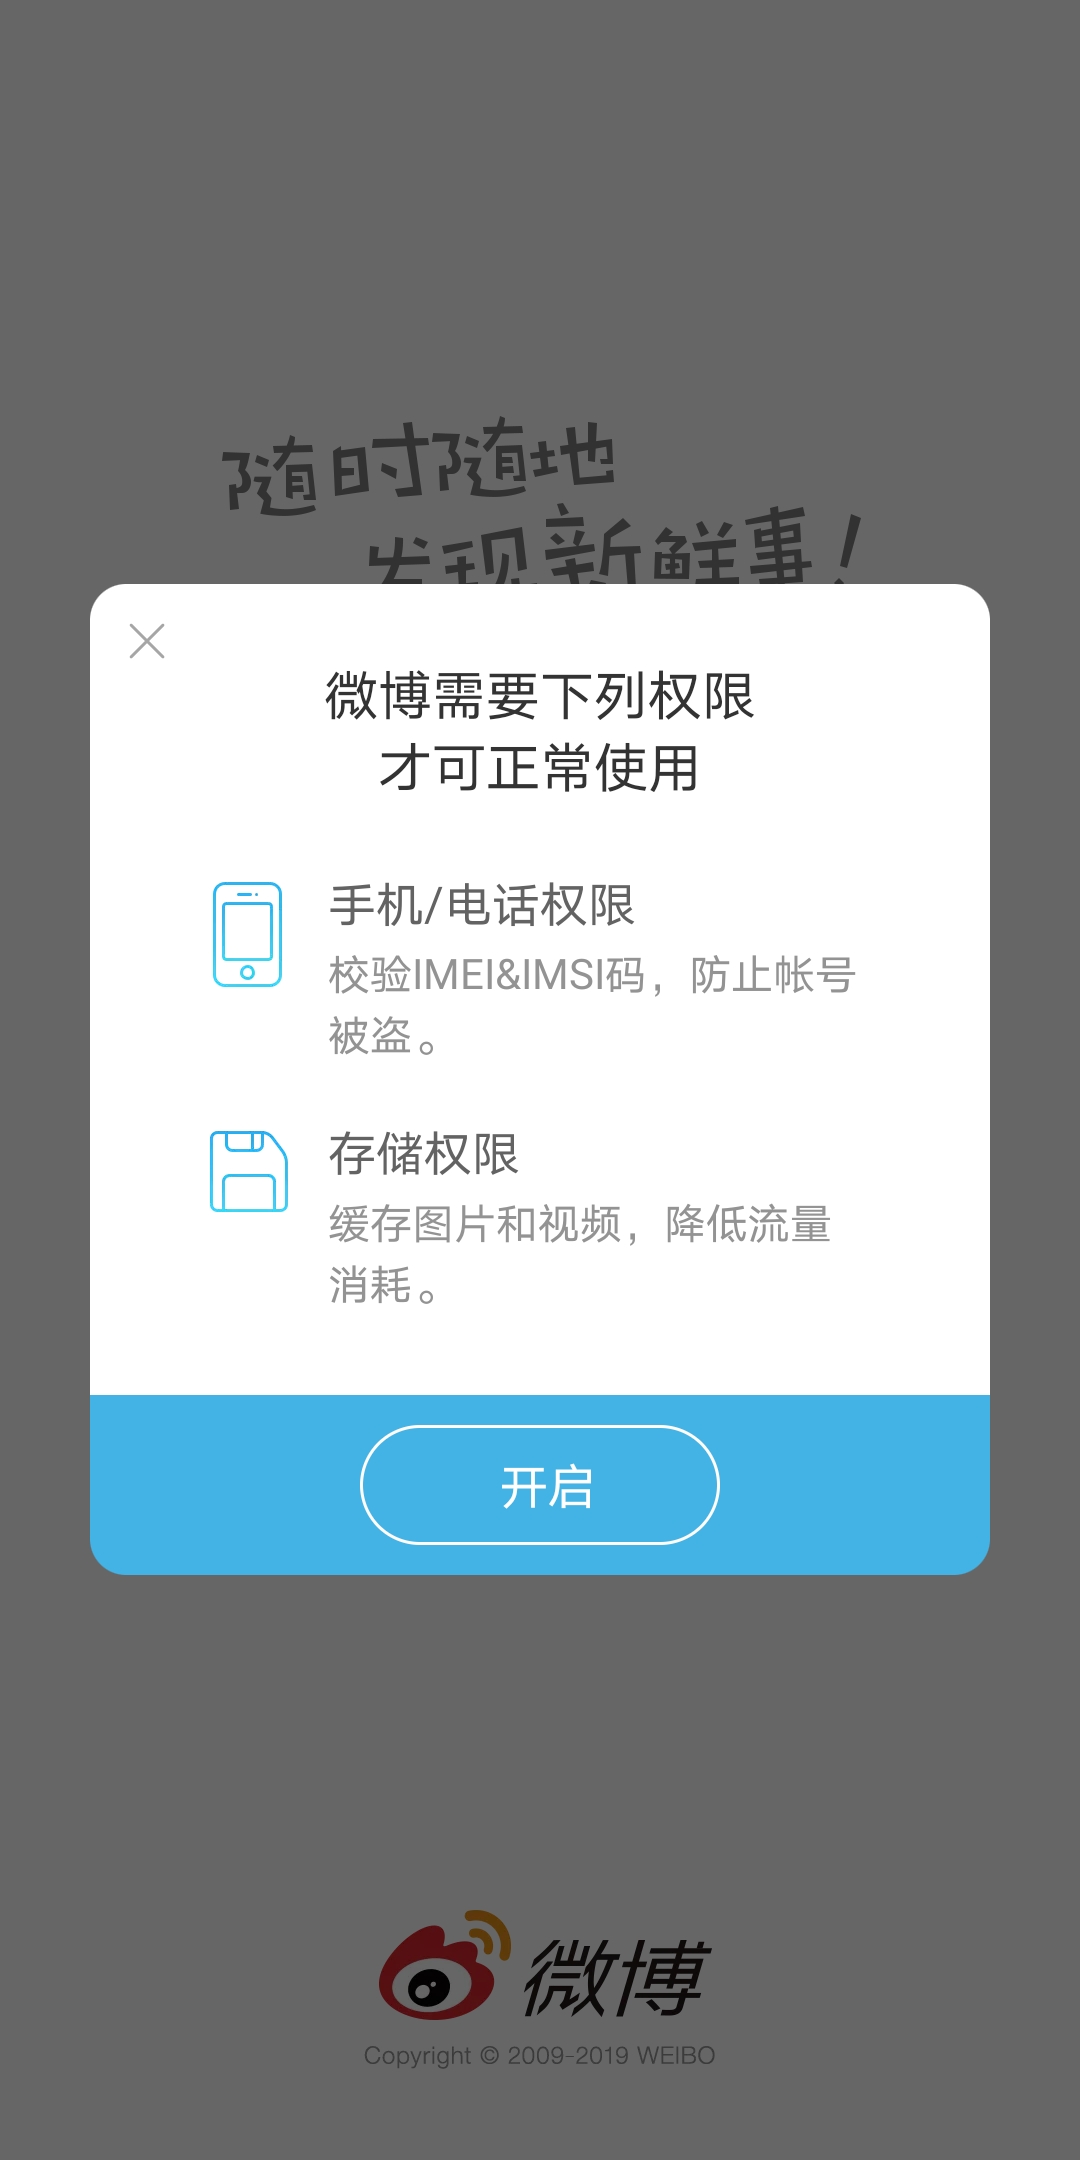 随时随地
发现新鲜事!
微博需要下列权限
才可正常使用
手机/电话权限
校验IMEI&IMSI码，防止帐号
被盗。
存储权限
缓存图片和视频，降低流量
消耗。
开启
微博
Copyright © 2009-2019 WEIBO